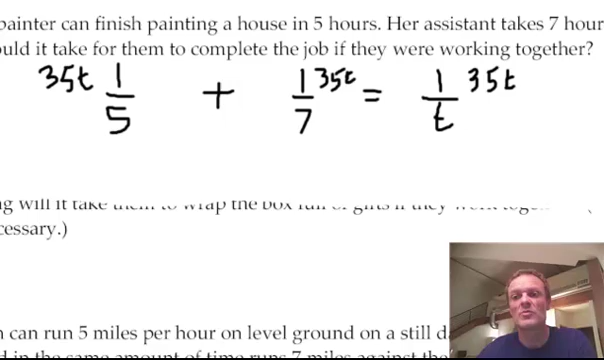 painter can finish painting a house in 5 hours. Her assistant takes 7 hour
ould it take for them to complete the job if they were working together?
35t 1/5 + 1/7 35t = 1/t 35t
ng will it take them to wrap the box full of gifts if they work
cessary.)
n can run 5 miles per hour on level ground on a still d
d in the same amount of time runs 7 miles against the